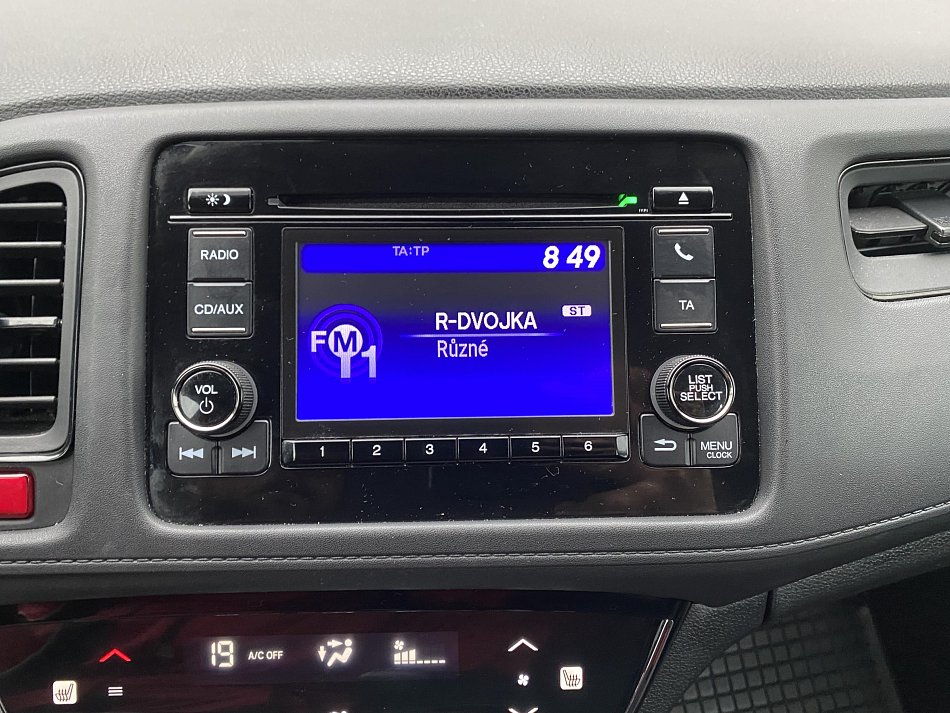 RADIO
CD/AUX
VOL
TA:TP
8 49
ST
R-DVOJKA
Různé
FM1
1 2 3 4 5 6
TA
LIST
PUSH
SELECT
MENU
CLOCK
19 A/C OFF